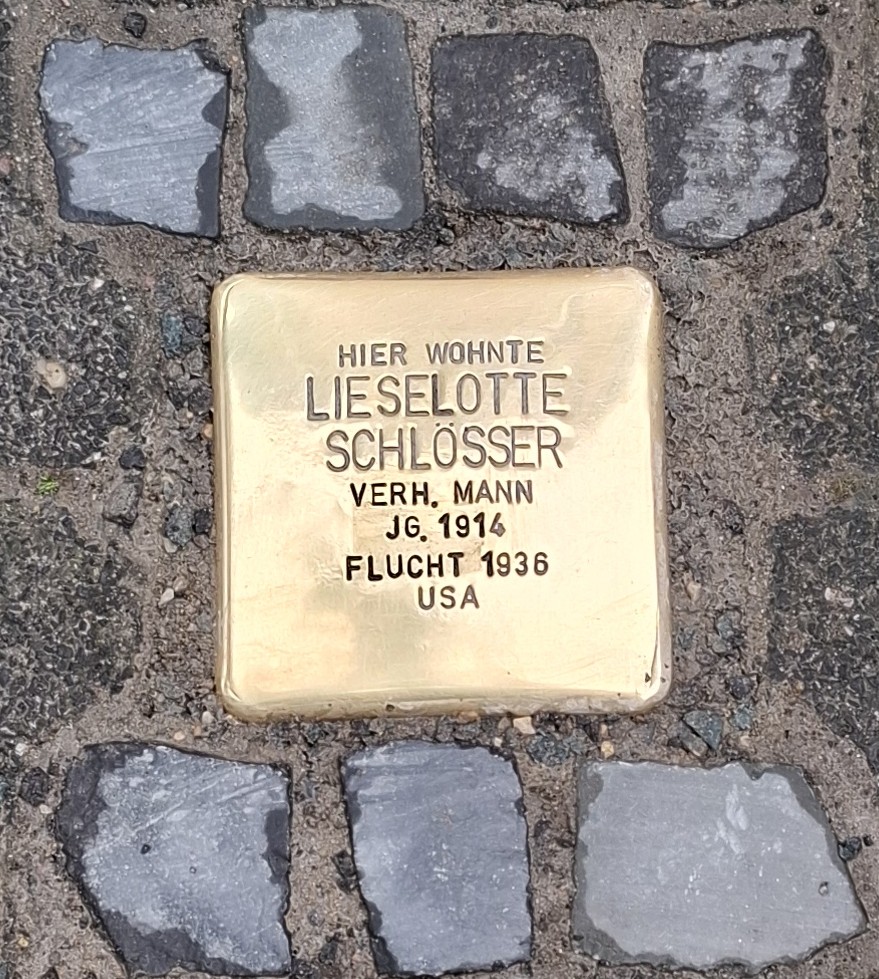 HIER WOHNTE
LIESELOTTE
SCHLÖSSER
VERH. MANN
JG. 1914
FLUCHT 1936
USA